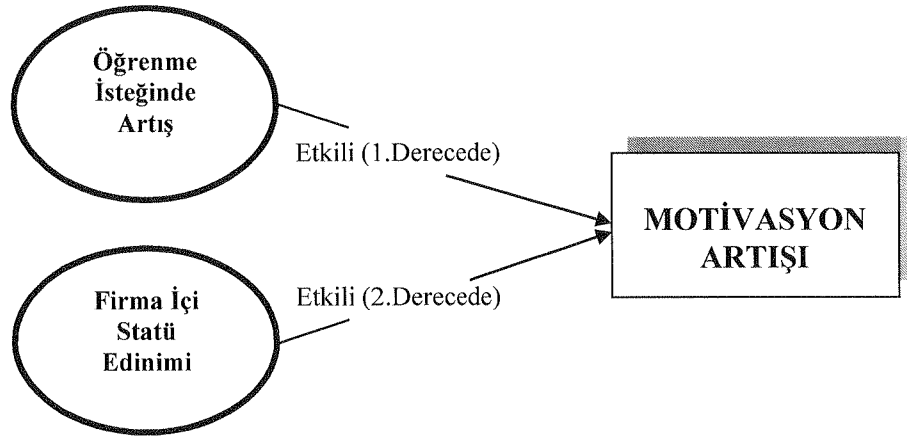 Öğrenme
İsteğinde
Artış
Etkili (1.Derecede)
MOTİVASYON
ARTIŞI
Etkili (2.Derecede)
Firma İçi
Statü
Edinimi